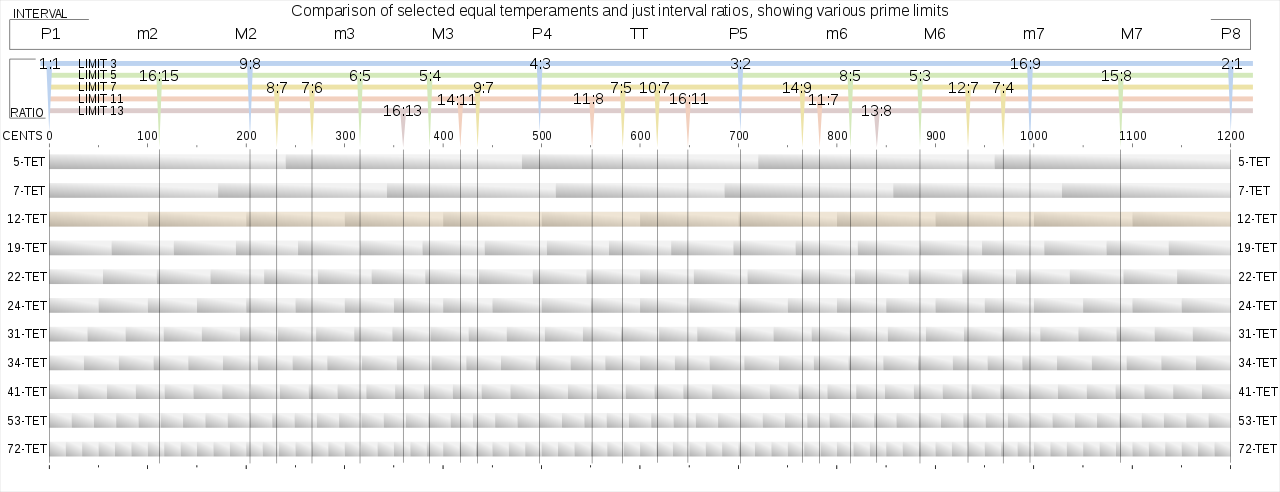 Comparison of selected equal temperaments and just interval ratios, showing various prime limits
INTERVAL
P1 m2 M2 m3 M3 P4 TT P5 m6 M6 m7 M7 P8
1:1 LIMIT 3 9:8 4:3 3:2 16:9 2:1
LIMIT 5 16:15 6:5 5:4 8:5 5:3 15:8
LIMIT 7 8:7 7:6 9:7 7:5 10:7 14:9 12:7 7:4
LIMIT 11 14:11 11:8 16:11 11:7
RATIO LIMIT 13 16:13 13:8
CENTS 0 100 200 300 400 500 600 700 800 900 1000 1100 1200
5-TET 5-TET
7-TET 7-TET
12-TET 12-TET
19-TET 19-TET
22-TET 22-TET
24-TET 24-TET
31-TET 31-TET
34-TET 34-TET
41-TET 41-TET
53-TET 53-TET
72-TET 72-TET